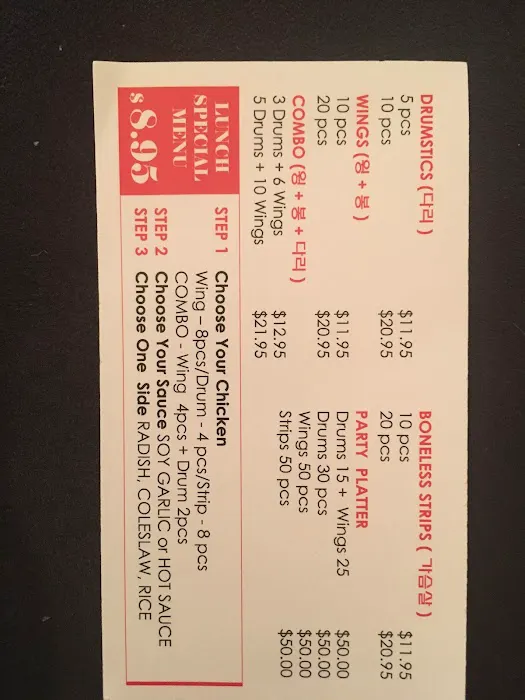 DRUMSTICS (다리)
5 pcs $11.95
10 pcs $20.95
WINGS (윙 + 봉)
10 pcs $11.95
20 pcs $20.95
COMBO (윙 + 봉 + 다리)
3 Drums + 6 Wings $12.95
5 Drums + 10 Wings $21.95
BONELESS STRIPS ( 가슴살 )
10 pcs $11.95
20 pcs $20.95
PARTY PLATTER
Drums 15 + Wings 25 $50.00
Drums 30 pcs $50.00
Wings 50 pcs $50.00
Strips 50 pcs $50.00
LUNCH
SPECIAL
MENU
$8.95
STEP 1 Choose Your Chicken
Wing – 8pcs/Drum - 4 pcs/Strip - 8 pcs
COMBO - Wing 4pcs + Drum 2pcs
STEP 2 Choose Your Sauce SOY GARLIC or HOT SAUCE
STEP 3 Choose One Side RADISH, COLESLAW, RICE